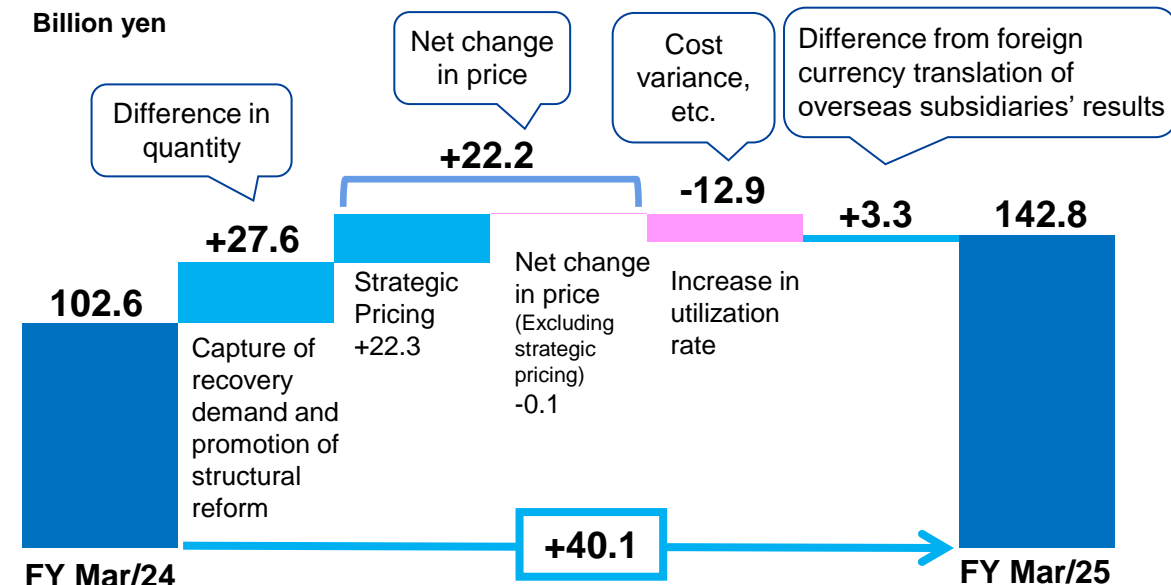 Billion yen
Difference in
quantity
Net change
in price
Cost
variance,
etc.
Difference from foreign
currency translation of
overseas subsidiaries' results
102.6
+27.6
+22.2
-12.9
+3.3
142.8
Capture of
recovery
demand and
promotion of
structural
reform
Strategic
Pricing
+22.3
Net change
in price
(Excluding
strategic
pricing)
-0.1
Increase in
utilization
rate
+40.1
FY Mar/24
FY Mar/25